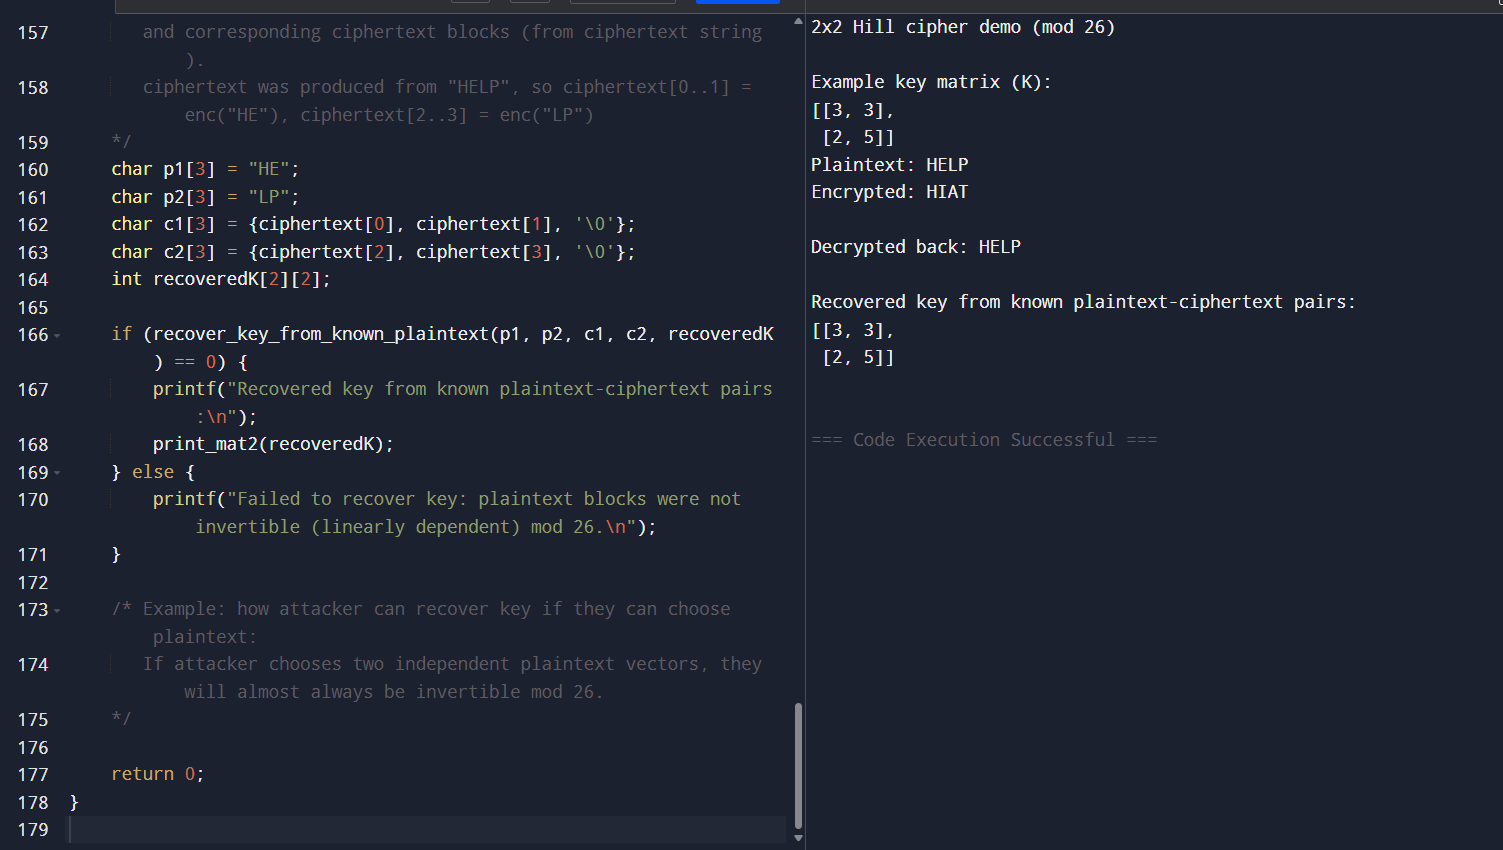 157 and corresponding ciphertext blocks (from ciphertext string
).
158 ciphertext was produced from "HELP", so ciphertext[0..1] =
enc("HE"), ciphertext[2..3] = enc("LP")
159 */
160 char p1[3] = "HE";
161 char p2[3] = "LP";
162 char c1[3] = {ciphertext[0], ciphertext[1], '\0'};
163 char c2[3] = {ciphertext[2], ciphertext[3], '\0'};
164 int recoveredK[2][2];
165
166 if (recover_key_from_known_plaintext(p1, p2, c1, c2, recoveredK
) == 0) {
167 printf("Recovered key from known plaintext-ciphertext pairs
:\n");
168 print_mat2(recoveredK);
169 } else {
170 printf("Failed to recover key: plaintext blocks were not
invertible (linearly dependent) mod 26.\n");
171 }
172
173 /* Example: how attacker can recover key if they can choose
plaintext:
174 If attacker chooses two independent plaintext vectors, they
will almost always be invertible mod 26.
175 */
176
177 return 0;
178 }
179
2x2 Hill cipher demo (mod 26)
Example key matrix (K):
[[3, 3],
[2, 5]]
Plaintext: HELP
Encrypted: HIAT
Decrypted back: HELP
Recovered key from known plaintext-ciphertext pairs:
[[3, 3],
[2, 5]]
=== Code Execution Successful ===